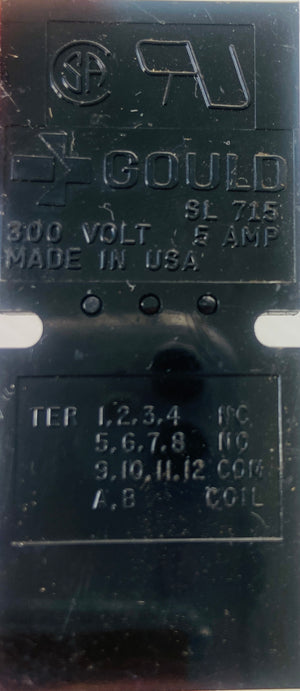 GOULD
SL 715
300 VOLT 5 AMP
MADE IN USA
TER 1,2,3,4 NC
5,6,7,8 NO
9,10,11,12 COM
A,B COIL